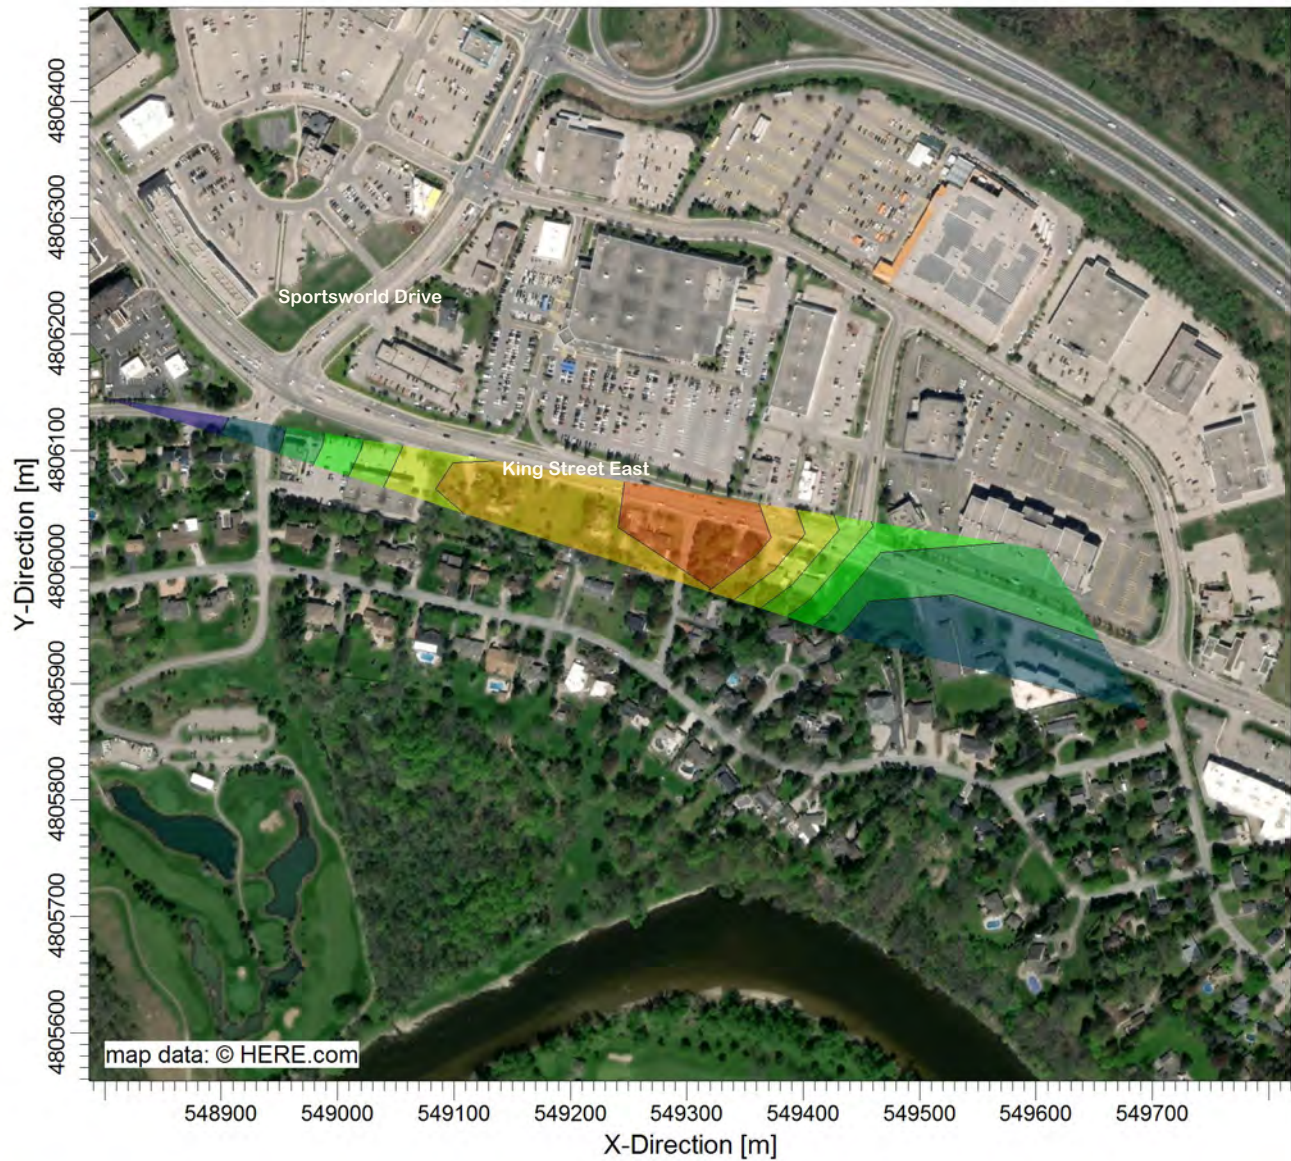 4806400
4806300
4806200
4806100
4806000
4805900
4805800
4805700
4805600
Y-Direction [m]
Sportsworld Drive
King Street East
map data: © HERE.com
548900 549000 549100 549200 549300 549400 549500 549600 549700
X-Direction [m]